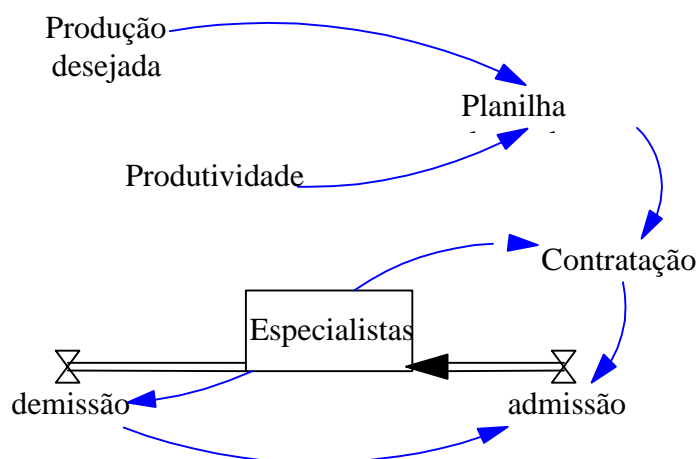 Produção
desejada
Planilha
Produtividade
Contratação
Especialistas
demissão
admissão